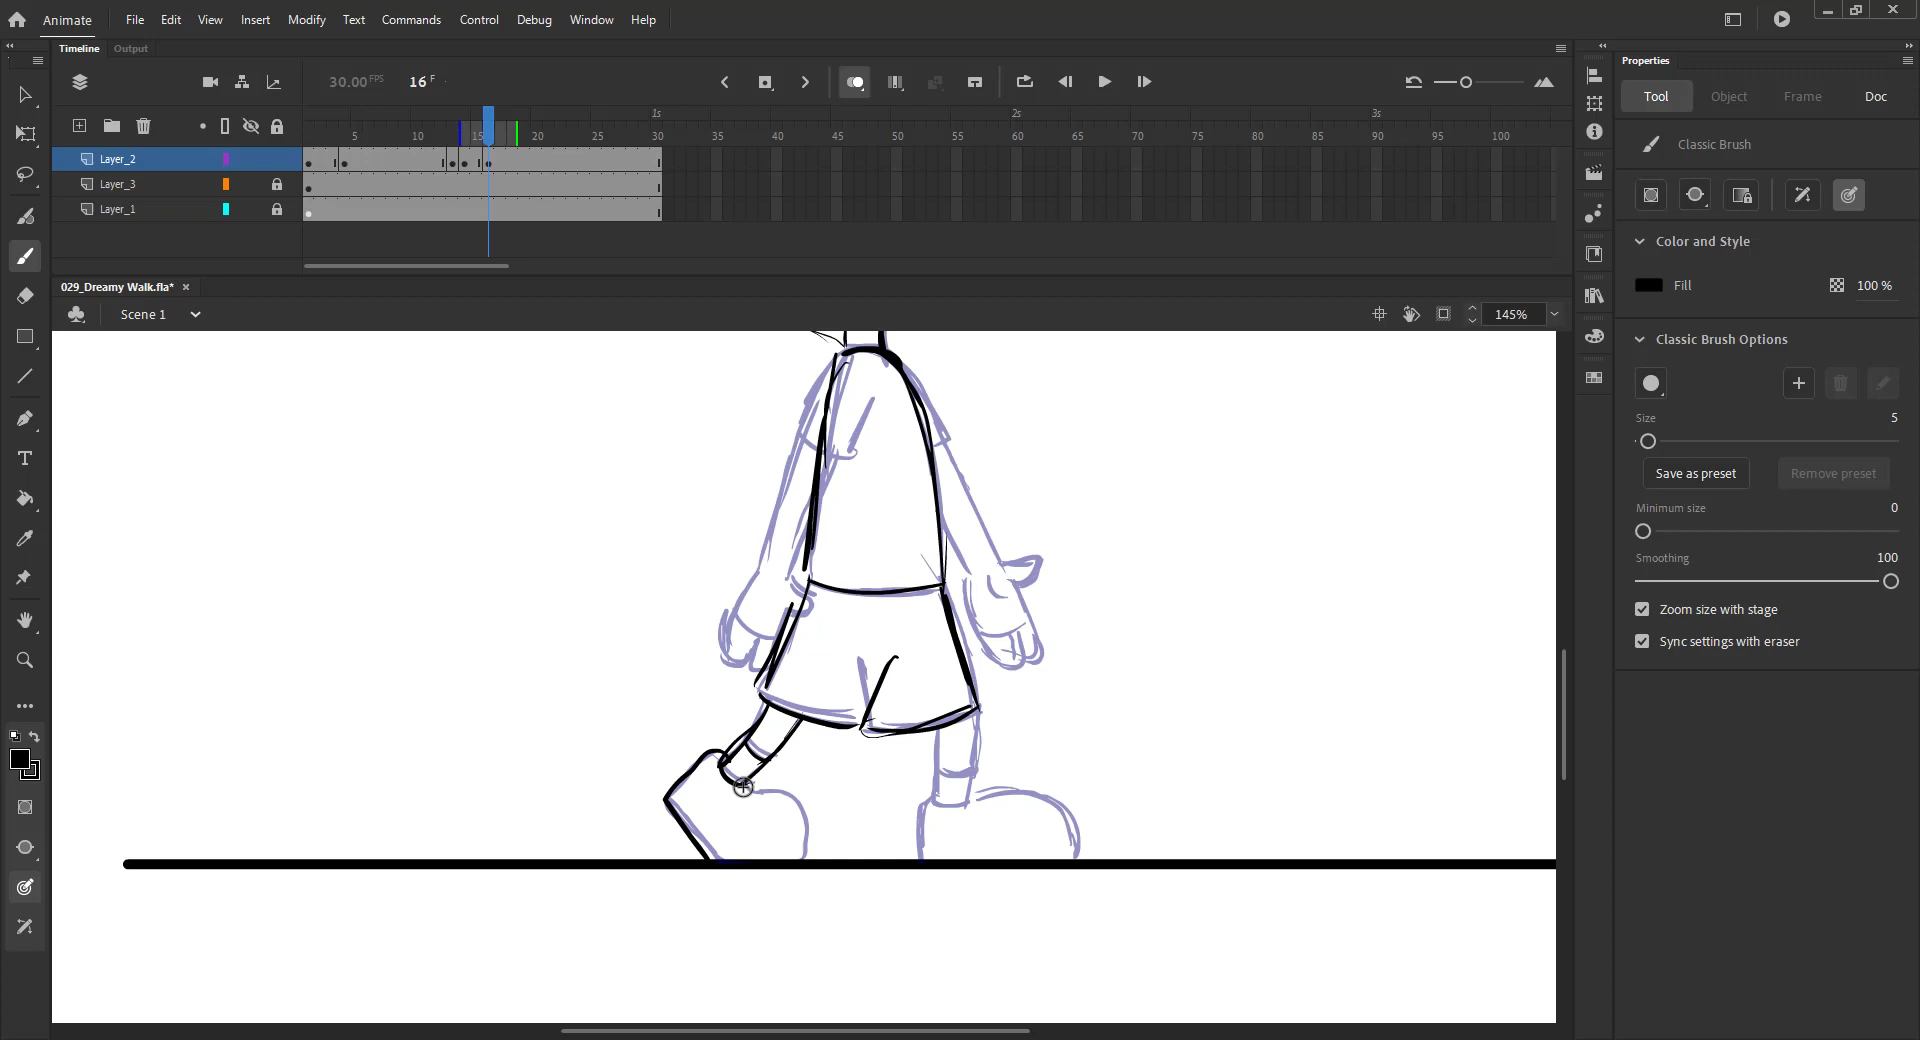 Animate File Edit View Insert Modify Text Commands Control Debug Window Help
Timeline Output
30.00 FPS 16 F
1s 2s 3s
5 10 15 20 25 30 35 40 45 50 55 60 65 70 75 80 85 90 95 100
Layer_2
Layer_3
Layer_1
029_Dreamy Walk.fla*
Scene 1
145%
Properties
Tool Object Frame Doc
Classic Brush
Color and Style
Fill 100 %
Classic Brush Options
Size 5
Save as preset Remove preset
Minimum size 0
Smoothing 100
Zoom size with stage
Sync settings with eraser